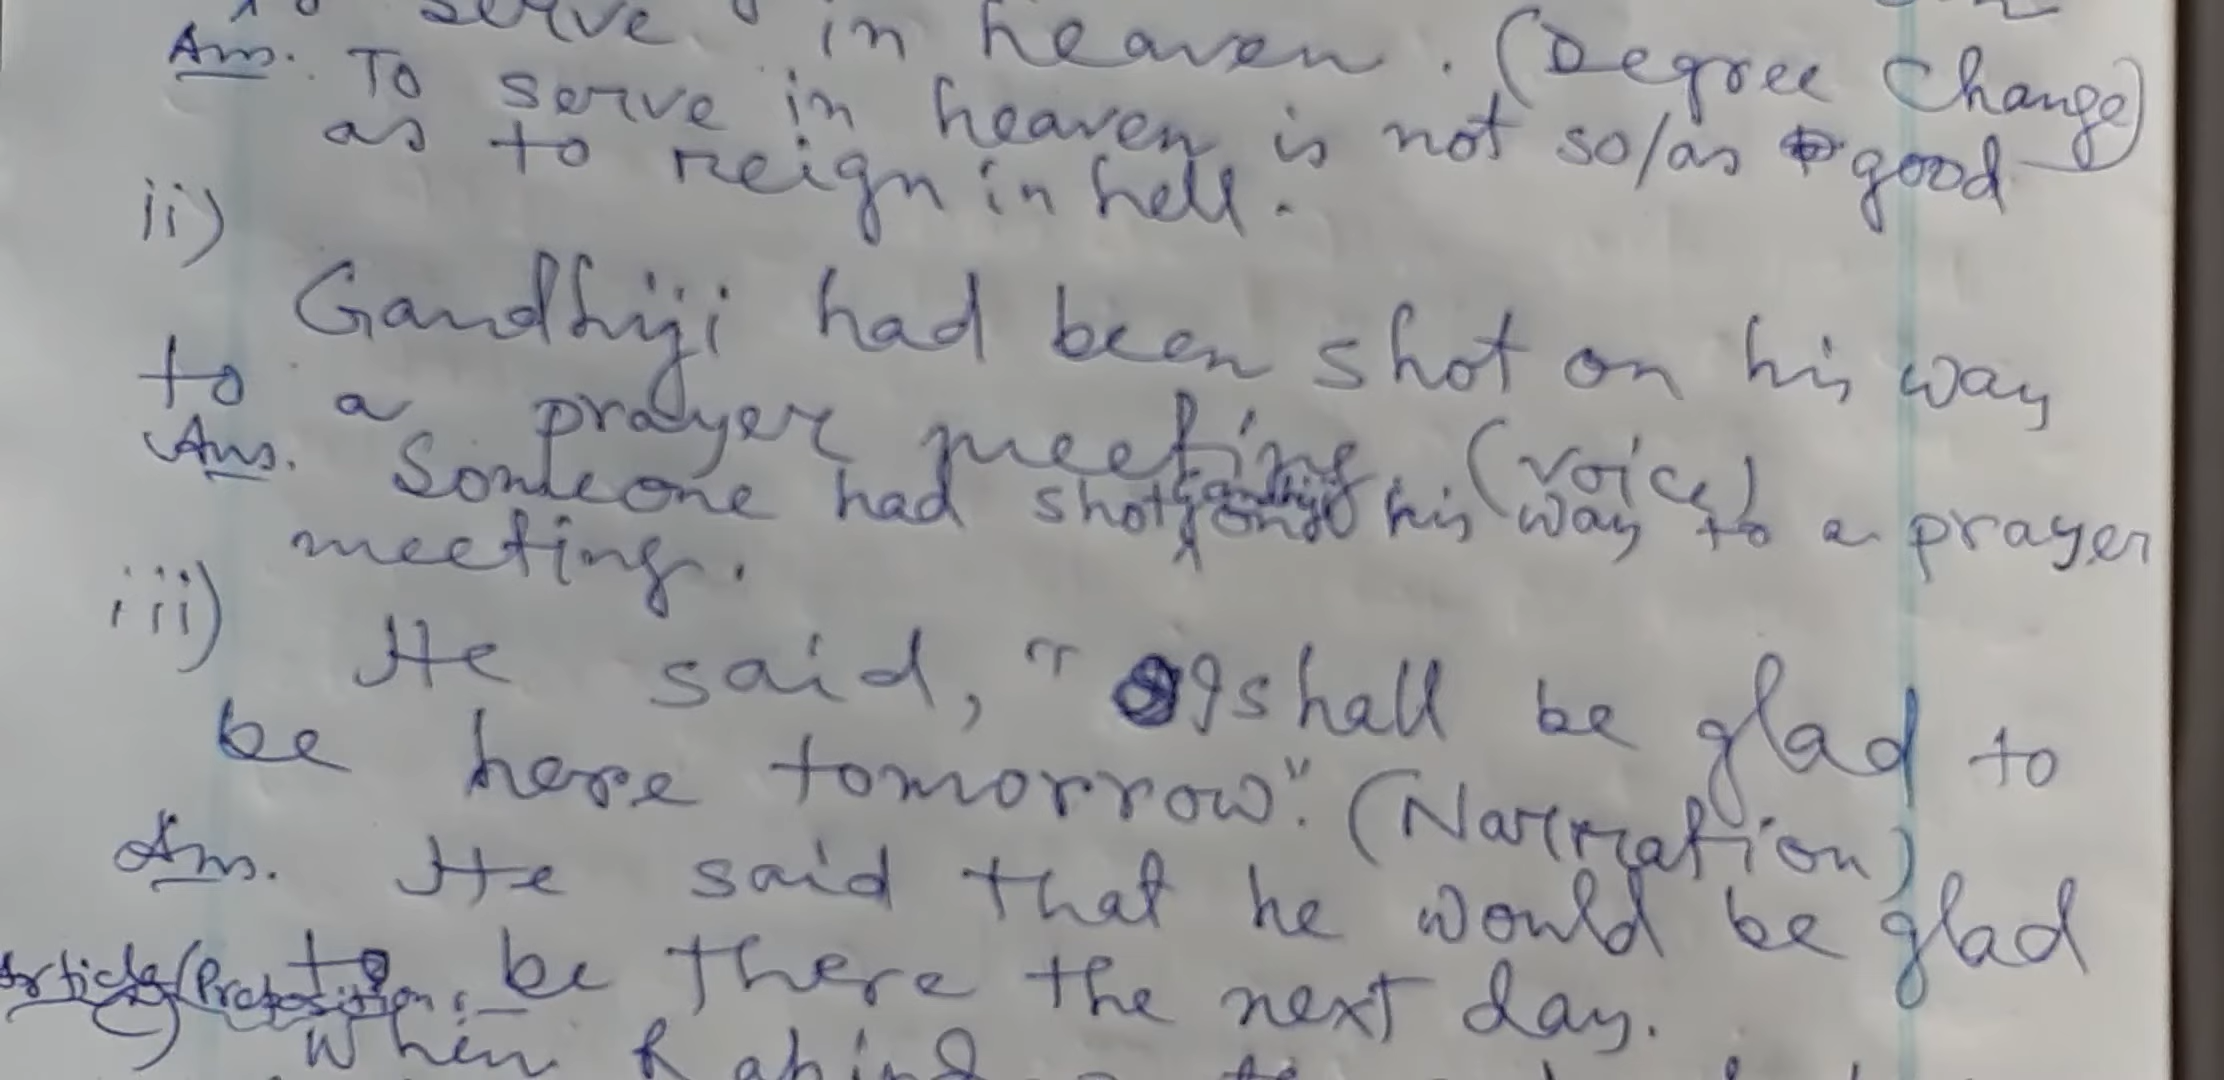 to serve in heaven. (Degree Change)
Ans. To serve in heaven is not so/as good
as to reign in hell.
ii)
Gandhiji had been shot on his way
to a prayer meeting. (voice)
Ans. Someone had shot Gandhiji on his way to a prayer
meeting.
iii)
He said, "I shall be glad to
be here tomorrow". (Narration)
Ans. He said that he would be glad
to be there the next day.
Article/Preposition:-
When